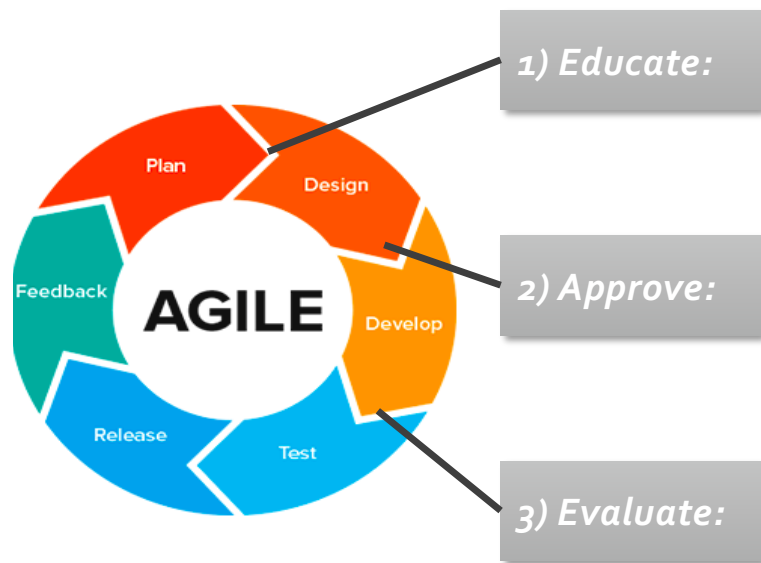 1) Educate:
Plan
Design
2) Approve:
Feedback
AGILE
Develop
Release
Test
3) Evaluate: